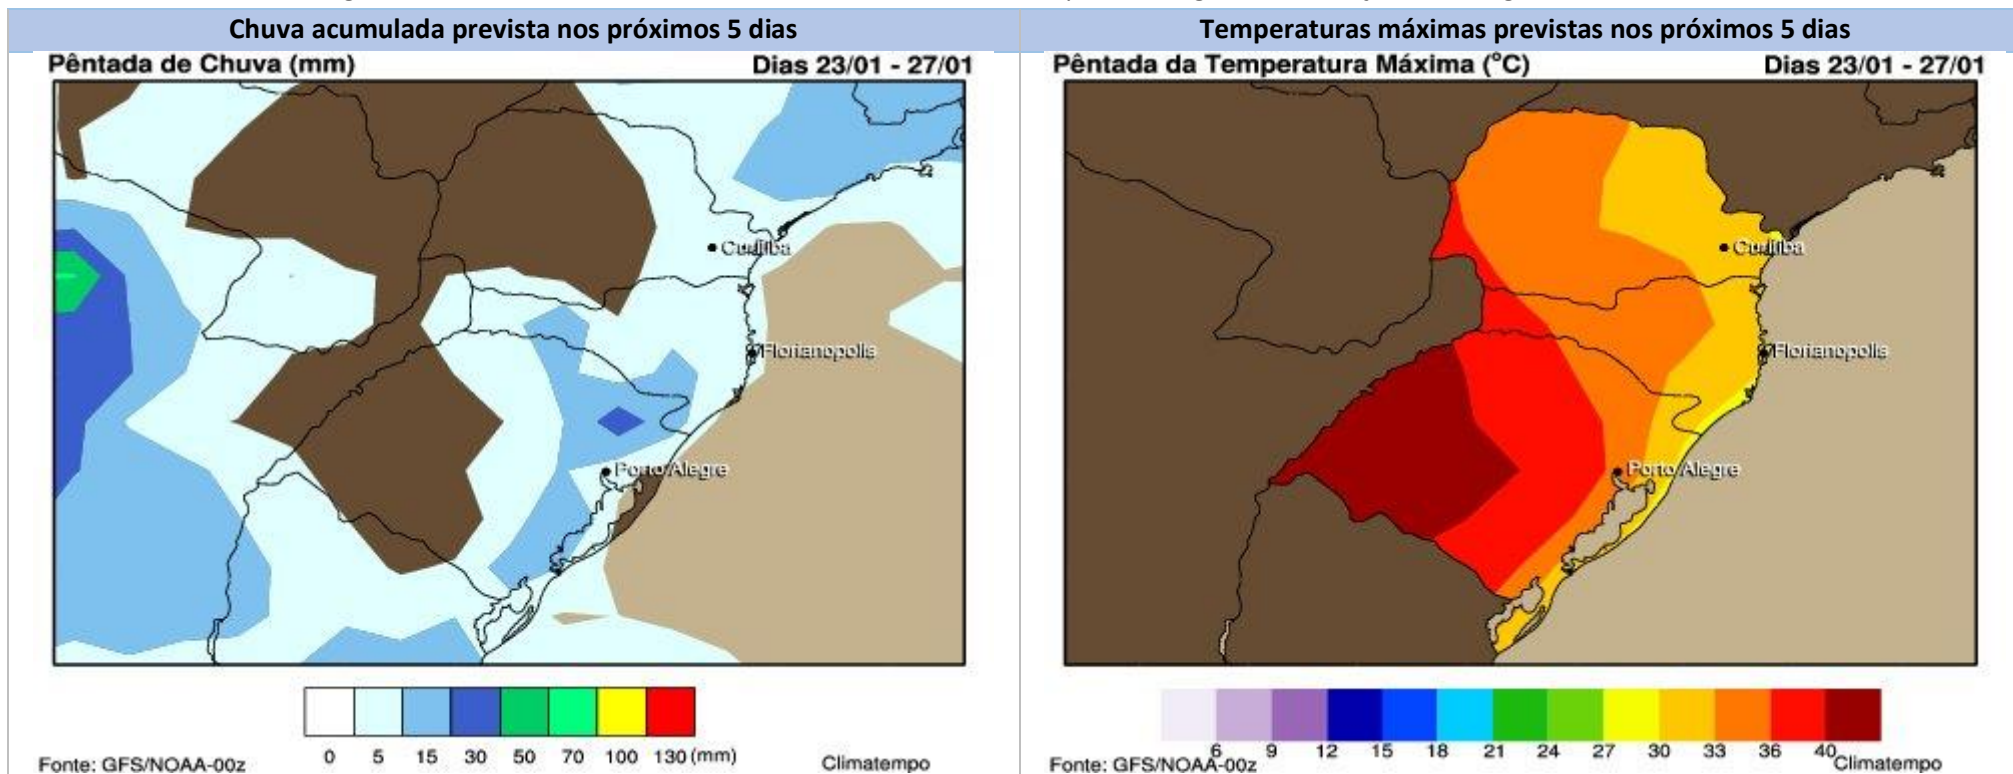 Chuva acumulada prevista nos próximos 5 dias
Pêntada de Chuva (mm)
Dias 23/01 - 27/01
Curitiba
Florianopolis
Porto Alegre
0 5 15 30 50 70 100 130 (mm)
Fonte: GFS/NOAA-00z
Climatempo
Temperaturas máximas previstas nos próximos 5 dias
Pêntada da Temperatura Máxima (°C)
Dias 23/01 - 27/01
Curitiba
Florianopolis
Porto Alegre
6 9 12 15 18 21 24 27 30 33 36 40
Fonte: GFS/NOAA-00z
Climatempo